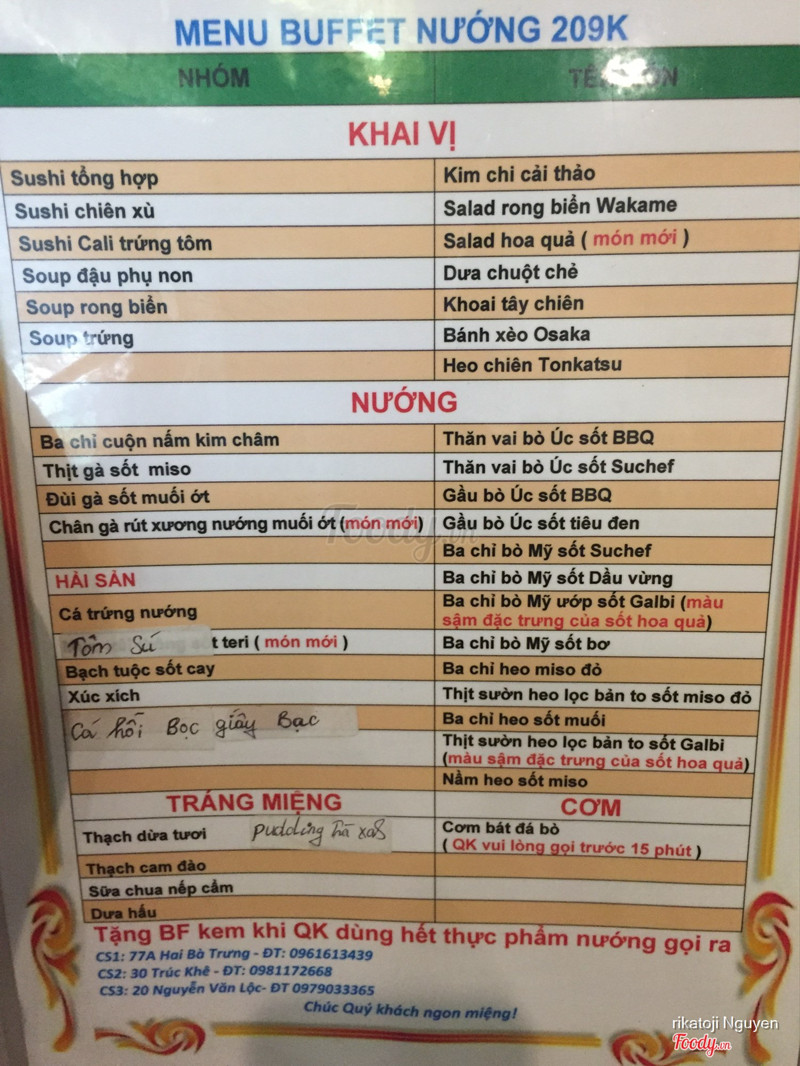 MENU BUFFET NƯỚNG 209K
NHÓM
KHAI VỊ
Sushi tổng hợp
Kim chi cải thảo
Sushi chiên xù
Salad rong biển Wakame
Sushi Cali trứng tôm
Salad hoa quả ( món mới )
Soup đậu phụ non
Dưa chuột chẻ
Soup rong biển
Khoai tây chiên
Soup trứng
Bánh xèo Osaka
Heo chiên Tonkatsu
NƯỚNG
Ba chỉ cuộn nấm kim châm
Thăn vai bò Úc sốt BBQ
Thịt gà sốt miso
Thăn vai bò Úc sốt Suchef
Đùi gà sốt muối ớt
Gầu bò Úc sốt BBQ
Chân gà rút xương nướng muối ớt (món mới)
Gầu bò Úc sốt tiêu đen
Ba chỉ bò Mỹ sốt Suchef
HẢI SẢN
Ba chỉ bò Mỹ sốt Dầu vừng
Cá trứng nướng
Ba chỉ bò Mỹ ướp sốt Galbi (màu
sậm đặc trưng của sốt hoa quả)
Tôm Sú t teri ( món mới )
Ba chỉ bò Mỹ sốt bơ
Bạch tuộc sốt cay
Ba chỉ heo miso đỏ
Xúc xích
Thịt sườn heo lọc bản to sốt miso đỏ
Cá hồi Bọc giấy Bạc
Ba chỉ heo sốt muối
Thịt sườn heo lọc bản to sốt Galbi
(màu sậm đặc trưng của sốt hoa quả)
Nầm heo sốt miso
TRÁNG MIỆNG
CƠM
Thạch dừa tươi
pudding trà
Cơm bát đá bò
( QK vui lòng gọi trước 15 phút )
Thạch cam đào
Sữa chua nếp cẩm
Dưa hấu
Tặng BF kem khi QK dùng hết thực phẩm nướng gọi ra
CS1: 77A Hai Bà Trưng - ĐT: 0961613439
CS2: 30 Trúc Khê - ĐT: 0981172668
CS3: 20 Nguyễn Văn Lộc- ĐT 0979033365
Chúc Quý khách ngon miệng!
Foody.vn
rikatoji Nguyen
Foody.vn